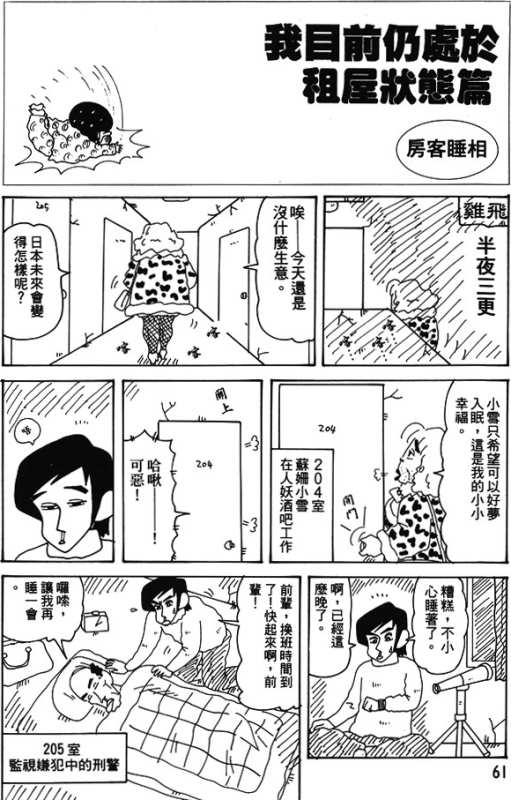 我目前仍處於
租屋狀態篇
房客睡相
雞飛
半夜三更
喀
喀
喀
唉——今天還是
沒什麼生意。
205
日本未來會變
得怎樣呢？
小雪只希望可以好夢
入眠，這是我的小小
幸福。
204
開門
204室
蘇姍小雪
在人妖酒吧工作
關上
204
哈啾——！
可惡！
糟糕，不小
心睡著了。
啊，已經這
麼晚了。
前輩，換班時間到
了！快起來啊，前
輩！
囉嗦，
讓我再
睡一會
。
205室
監視嫌犯中的刑警
61